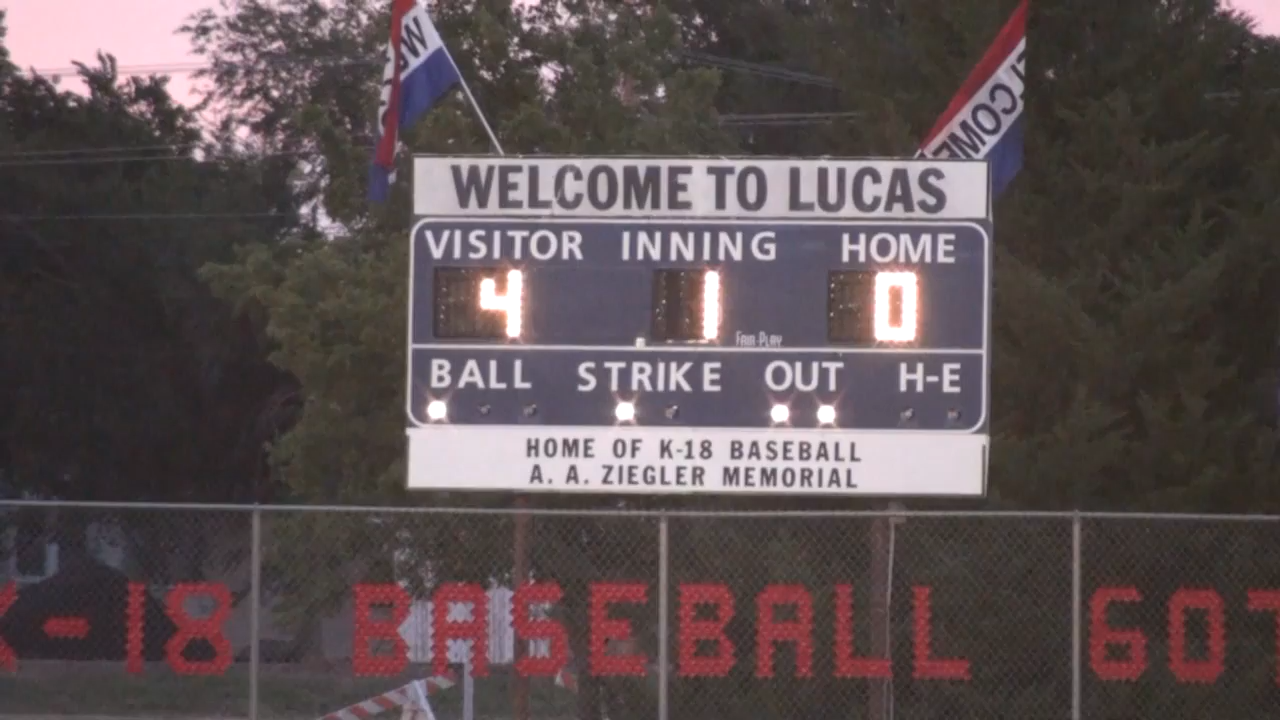 WELCOME TO LUCAS
VISITOR INNING HOME
4 1 0
FAIR-PLAY
BALL STRIKE OUT H-E
HOME OF K-18 BASEBALL
A. A. ZIEGLER MEMORIAL
K-18 BASEBALL